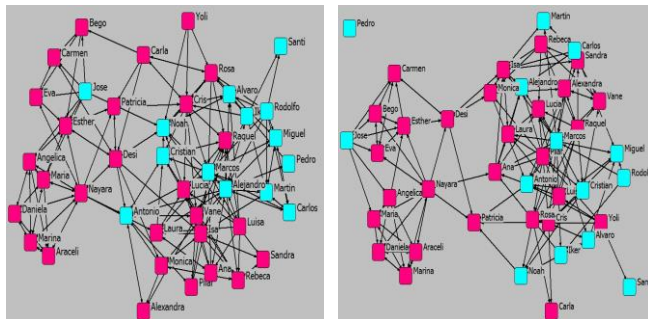 Bego
Yoli
Carmen
Carla
Santi
Rosa
Eva
Jose
Alvaro
Patricia
Cris
Rodolfo
Esther
Noah
Raquel
Miguel
Angelica
Desi
Cristian
Pedro
Maria
Marcos
Nayara
Lucia
Alejandro
Martin
Daniela
Antonio
Vane
Carlos
Marina
Laura
Isa
Luisa
Araceli
Monica
Ana
Sandra
Pilar
Rebeca
Alexandra
Pedro
Martin
Rebeca
Carlos
Isa
Sandra
Carmen
Monica
Alejandro
Alexandra
Bego
Desi
Lucia
Vane
Jose
Esther
Laura
Raquel
Marcos
Eva
Miguel
Ana
Angelica
Nayara
Antonio
Cristian
Maria
Patricia
Rosa
Cris
Yoli
Daniela
Araceli
Alvaro
Marina
Noah
Iker
Carla